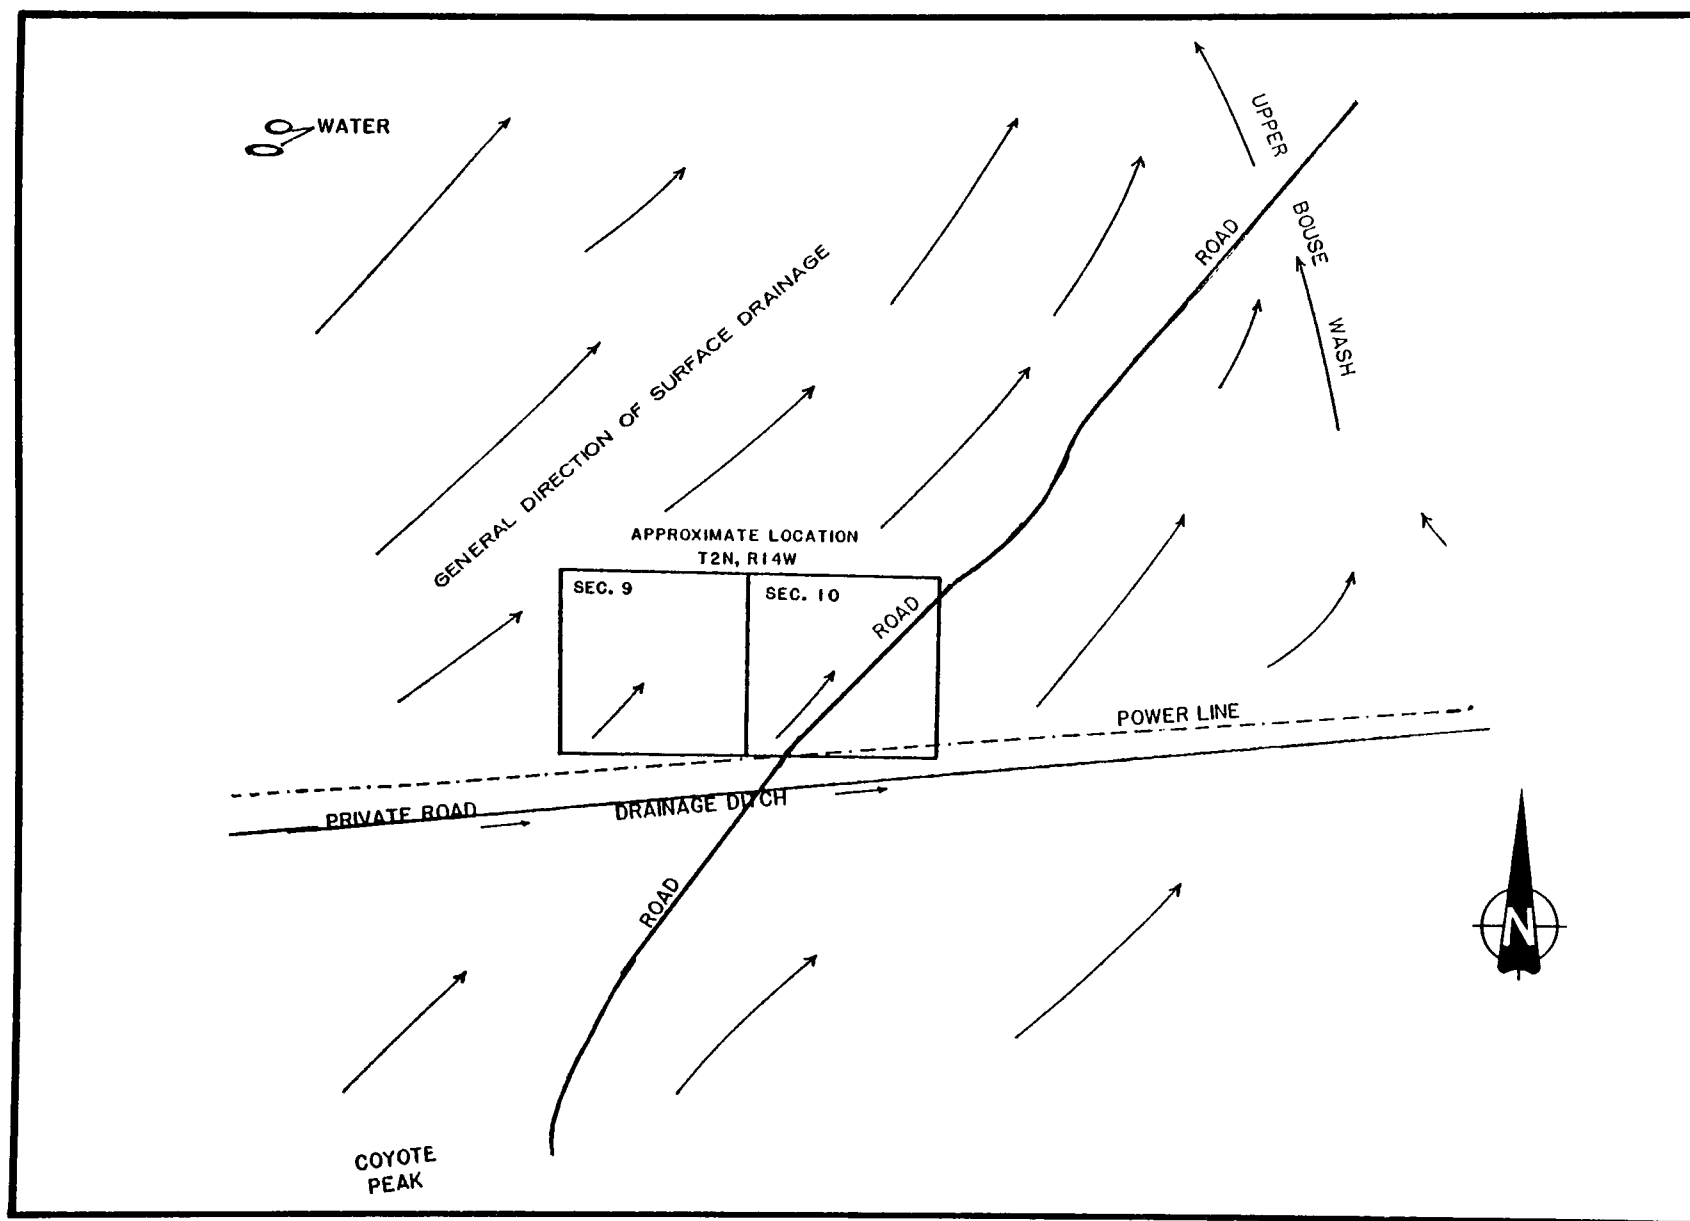 WATER
UPPER
BOUSE
WASH
ROAD
GENERAL DIRECTION OF SURFACE DRAINAGE
APPROXIMATE LOCATION
T2N, R14W
SEC. 9
SEC. 10
ROAD
POWER LINE
PRIVATE ROAD
DRAINAGE DITCH
ROAD
N
COYOTE
PEAK